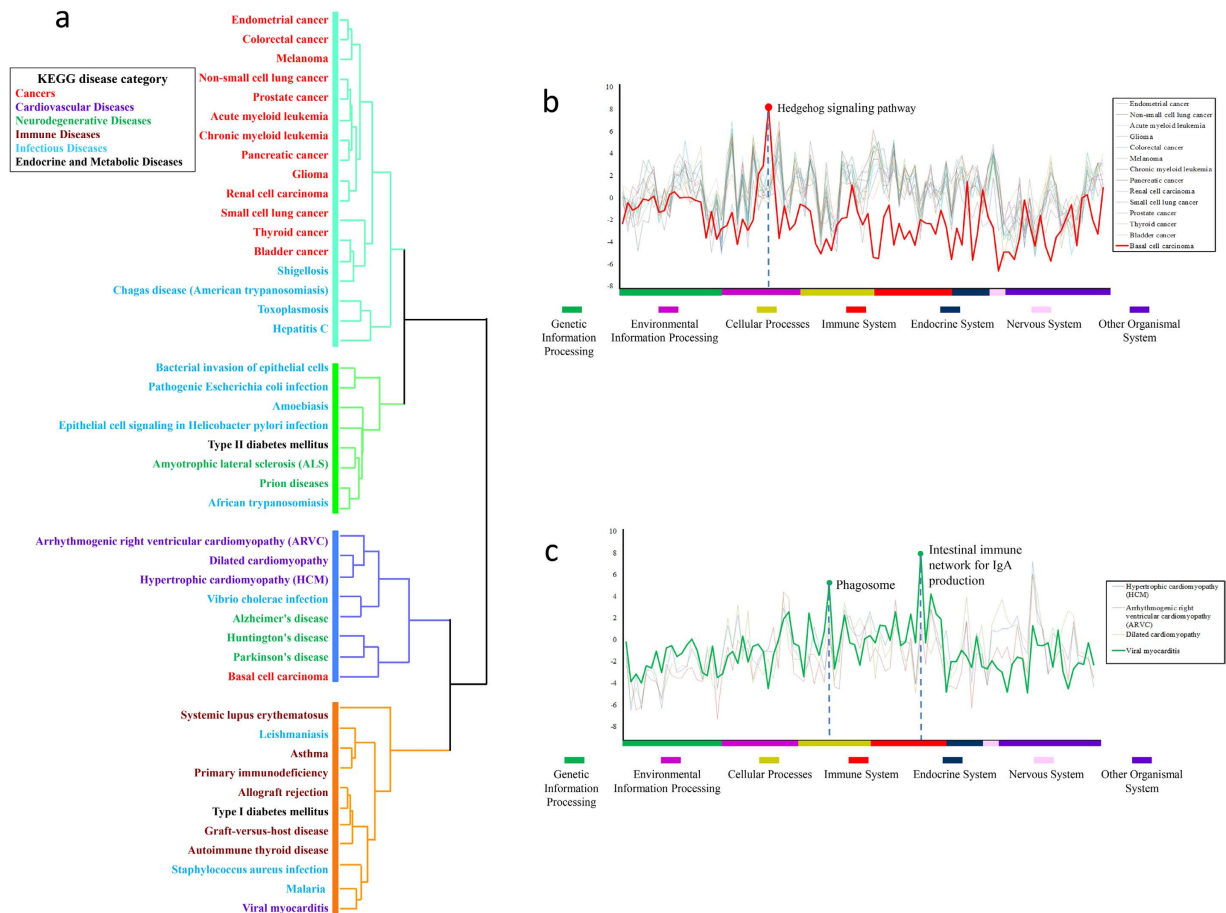 a
Endometrial cancer
Colorectal cancer
Melanoma
Non-small cell lung cancer
Prostate cancer
Acute myeloid leukemia
Chronic myeloid leukemia
Pancreatic cancer
Glioma
Renal cell carcinoma
Small cell lung cancer
Thyroid cancer
Bladder cancer
Shigellosis
Chagas disease (American trypanosomiasis)
Toxoplasmosis
Hepatitis C
Bacterial invasion of epithelial cells
Pathogenic Escherichia coli infection
Amoebiasis
Epithelial cell signaling in Helicobacter pylori infection
Type II diabetes mellitus
Amyotrophic lateral sclerosis (ALS)
Prion diseases
African trypanosomiasis
Arrhythmogenic right ventricular cardiomyopathy (ARVC)
Dilated cardiomyopathy
Hypertrophic cardiomyopathy (HCM)
Vibrio cholerae infection
Alzheimer's disease
Huntington's disease
Parkinson's disease
Basal cell carcinoma
Systemic lupus erythematosus
Leishmaniasis
Asthma
Primary immunodeficiency
Allograft rejection
Type I diabetes mellitus
Graft-versus-host disease
Autoimmune thyroid disease
Staphylococcus aureus infection
Malaria
Viral myocarditis
KEGG disease category
Cancers
Cardiovascular Diseases
Neurodegenerative Diseases
Immune Diseases
Infectious Diseases
Endocrine and Metabolic Diseases
b
10
8
6
4
2
0
-2
-4
-6
-8
Hedgehog signaling pathway
Endometrial cancer
Non-small cell lung cancer
Acute myeloid leukemia
Glioma
Colorectal cancer
Melanoma
Chronic myeloid leukemia
Pancreatic cancer
Renal cell carcinoma
Small cell lung cancer
Prostate cancer
Thyroid cancer
Bladder cancer
Basal cell carcinoma
Genetic
Information
Processing
Environmental
Information Processing
Cellular Processes
Immune System
Endocrine System
Nervous System
Other Organismal
System
c
10
8
6
4
2
0
-2
-4
-6
-8
Phagosome
Intestinal immune
network for IgA
production
Hypertrophic cardiomyopathy
(HCM)
Arrhythmogenic right
ventricular cardiomyopathy
(ARVC)
Dilated cardiomyopathy
Viral myocarditis
Genetic
Information
Processing
Environmental
Information Processing
Cellular Processes
Immune System
Endocrine System
Nervous System
Other Organismal
System